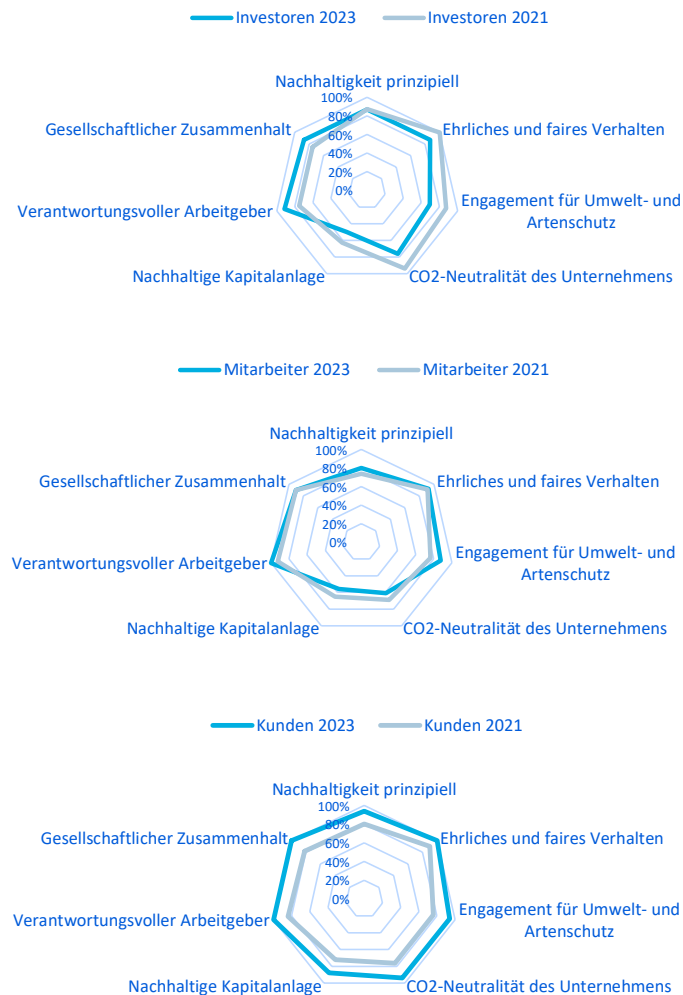 Investoren 2023 Investoren 2021
Nachhaltigkeit prinzipiell
100%
80%
60%
40%
20%
0%
Ehrliches und faires Verhalten
Engagement für Umwelt- und
Artenschutz
CO2-Neutralität des Unternehmens
Nachhaltige Kapitalanlage
Verantwortungsvoller Arbeitgeber
Gesellschaftlicher Zusammenhalt
Mitarbeiter 2023 Mitarbeiter 2021
Nachhaltigkeit prinzipiell
100%
80%
60%
40%
20%
0%
Ehrliches und faires Verhalten
Engagement für Umwelt- und
Artenschutz
CO2-Neutralität des Unternehmens
Nachhaltige Kapitalanlage
Verantwortungsvoller Arbeitgeber
Gesellschaftlicher Zusammenhalt
Kunden 2023 Kunden 2021
Nachhaltigkeit prinzipiell
100%
80%
60%
40%
20%
0%
Ehrliches und faires Verhalten
Engagement für Umwelt- und
Artenschutz
CO2-Neutralität des Unternehmens
Nachhaltige Kapitalanlage
Verantwortungsvoller Arbeitgeber
Gesellschaftlicher Zusammenhalt